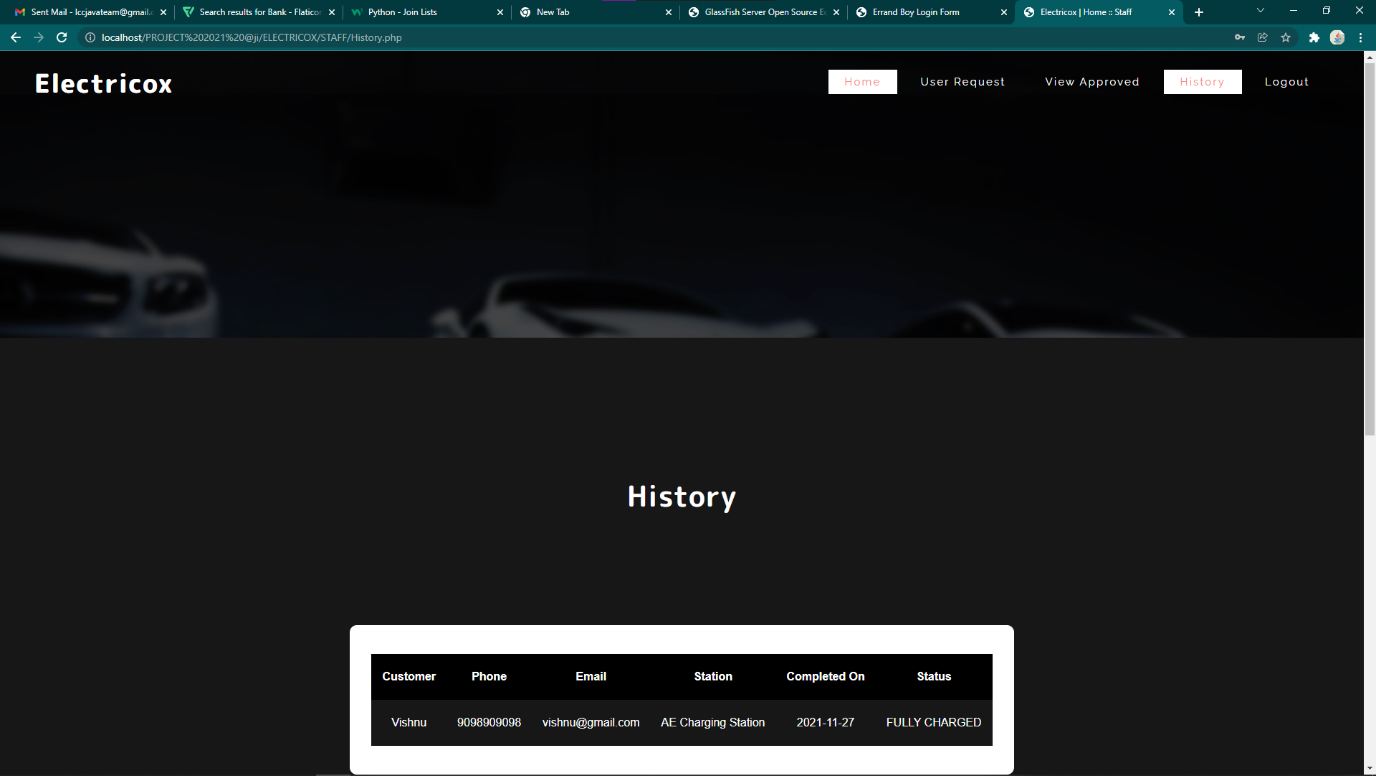 Sent Mail - lccjavateam@gmail.c
Search results for Bank - Flaticon
Python - Join Lists
New Tab
GlassFish Server Open Source Ed
Errand Boy Login Form
Electricox | Home :: Staff
localhost/PROJECT%202021%20@ji/ELECTRICOX/STAFF/History.php
Electricox
Home
User Request
View Approved
History
Logout
History
Customer Phone Email Station Completed On Status
Vishnu 9098909098 vishnu@gmail.com AE Charging Station 2021-11-27 FULLY CHARGED